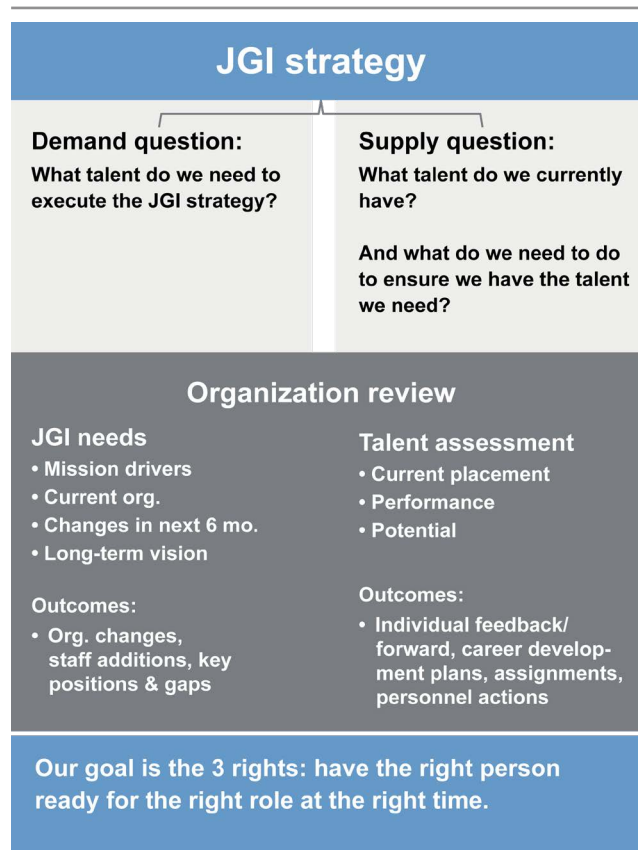 JGI strategy
Demand question:
What talent do we need to
execute the JGI strategy?
Supply question:
What talent do we currently
have?
And what do we need to do
to ensure we have the talent
we need?
Organization review
JGI needs
• Mission drivers
• Current org.
• Changes in next 6 mo.
• Long-term vision
Outcomes:
• Org. changes,
staff additions, key
positions & gaps
Talent assessment
• Current placement
• Performance
• Potential
Outcomes:
• Individual feedback/
forward, career develop-
ment plans, assignments,
personnel actions
Our goal is the 3 rights: have the right person
ready for the right role at the right time.